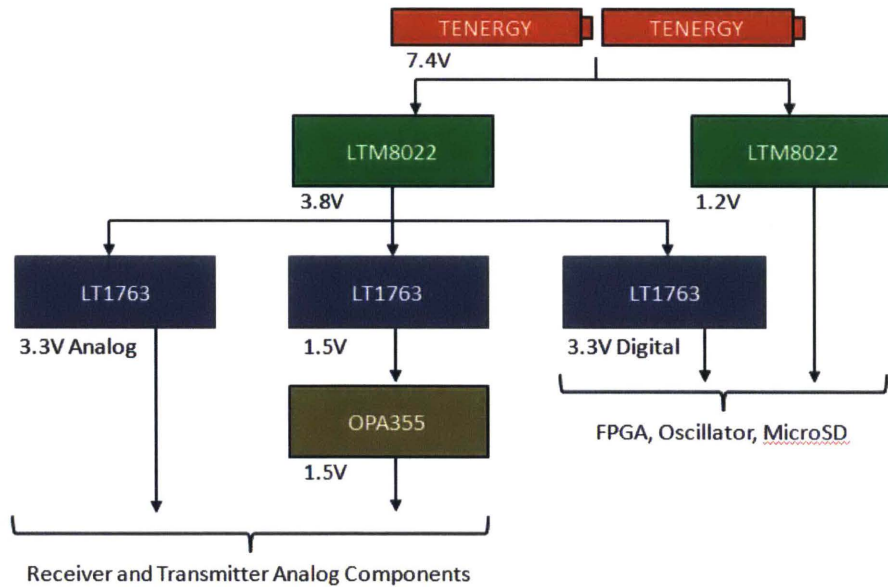 TENERGY TENERGY
7.4V
LTM8022 LTM8022
3.8V 1.2V
LT1763 LT1763 LT1763
3.3V Analog 1.5V 3.3V Digital
OPA355
FPGA, Oscillator, MicroSD
1.5V
Receiver and Transmitter Analog Components